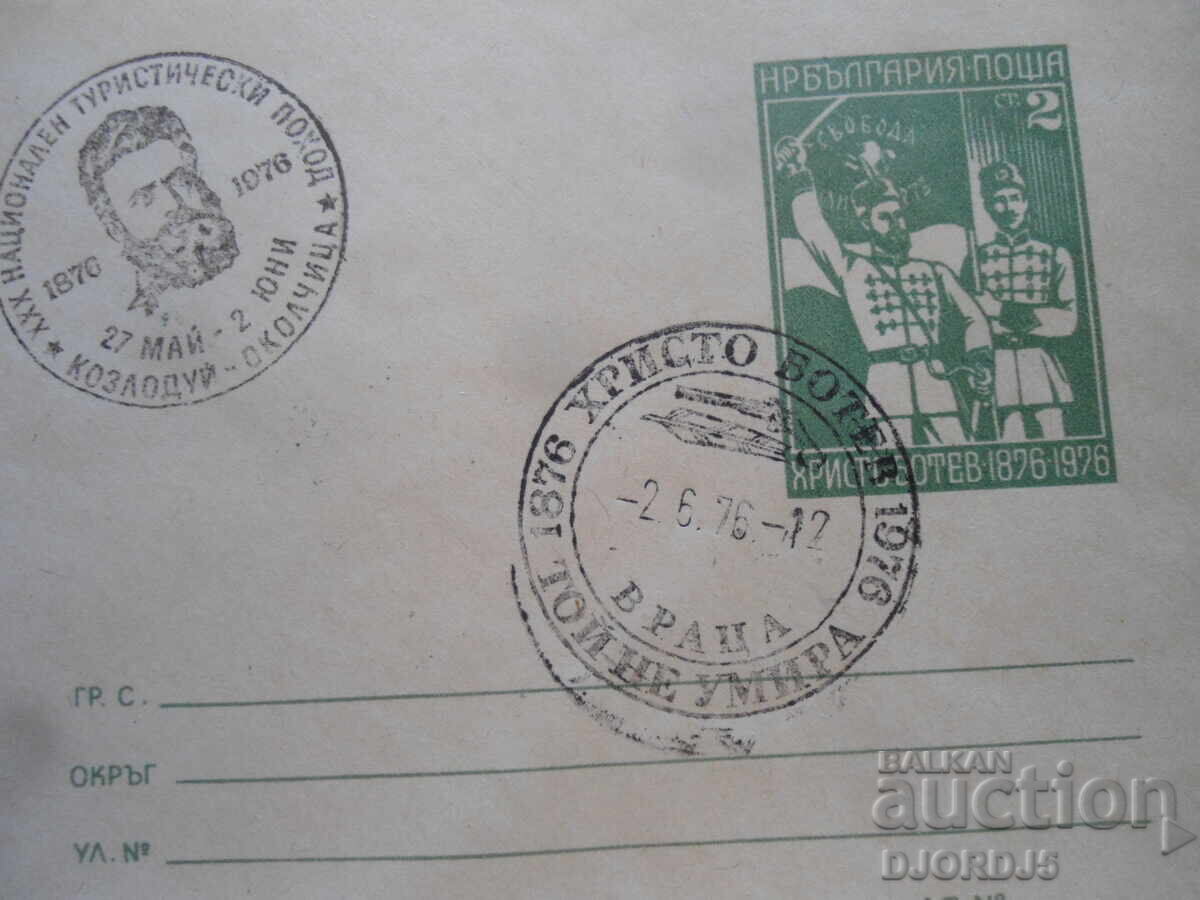 XXX НАЦИОНАЛЕН ТУРИСТИЧЕСКИ ПОХОД
1876
1976
27 МАЙ - 2 ЮНИ
КОЗЛОДУЙ - ОКОЛЧИЦА
НРБЪЛГАРИЯ·ПОЩА
СТ. 2
СВОБОДА
ХРИСТО БОТЕВ·1876·1976
1876 ХРИСТО БОТЕВ 1976
-2.6.76.-12
ВРАЦА
ТОЙ НЕ УМИРА
ГР. С.
ОКРЪГ
УЛ. №
BALKAN
auction
DJORDJ5